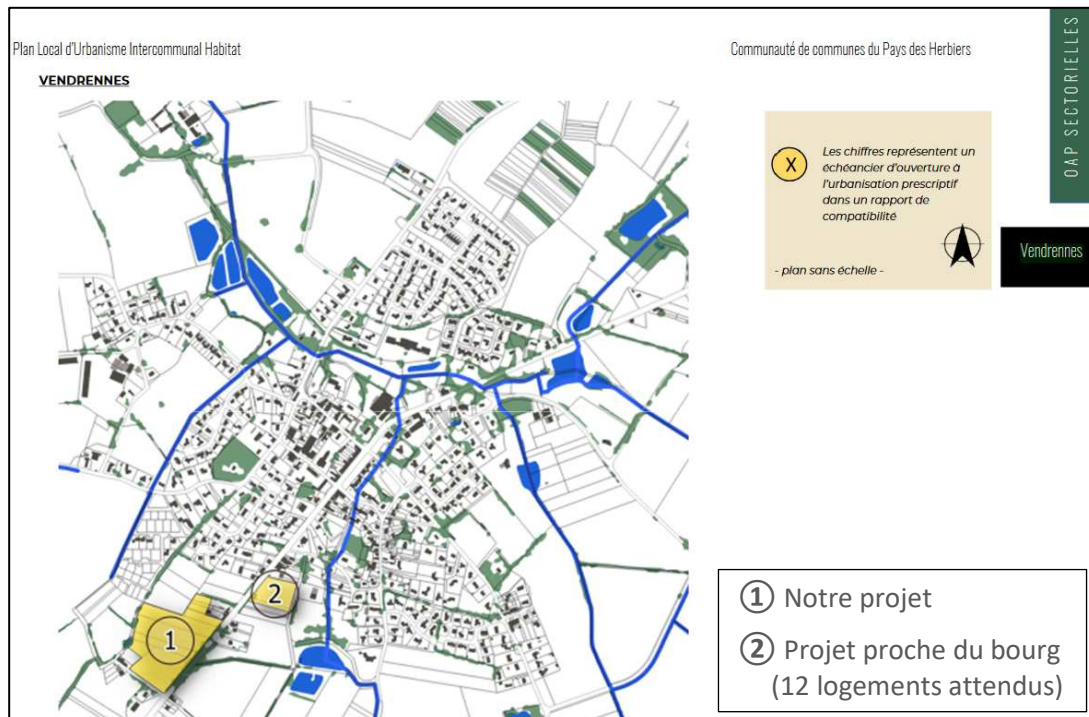 Plan Local d'Urbanisme Intercommunal Habitat
Communauté de communes du Pays des Herbiers
OAP SECTORIELLES
VENDRENNES
X
Les chiffres représentent un
échéancier d'ouverture à
l'urbanisation prescriptif
dans un rapport de
compatibilité
- plan sans échelle -
Vendrennes
2
1
① Notre projet
② Projet proche du bourg
(12 logements attendus)